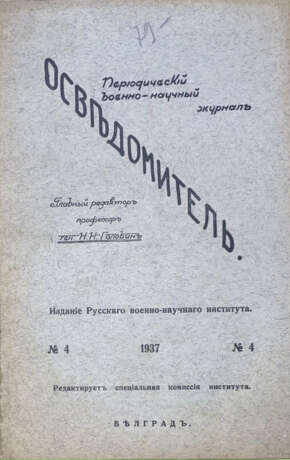 79-
Періодическій
военно-научный
журналъ
ОСВѢДОМИТЕЛЬ.
Главный редакторъ
профессоръ
ген. Н.Н. Головинъ
Изданіе Русскаго военно-научнаго института.
№ 4 1937 № 4
Редактируетъ спеціальная комиссія института.
БѢЛГРАДЪ.